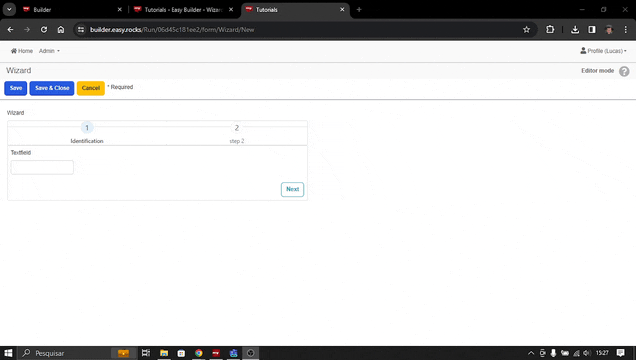 Builder
Tutorials - Easy Builder - Wizar
Tutorials
builder.easy.rocks/Run/06d45c181ee2/form/Wizard/New
Home Admin
Profile (Lucas)
Wizard
Editor mode ?
Save Save & Close Cancel * Required
Wizard
1 2
Identification step 2
Textfield
Next
Pesquisar
15:27